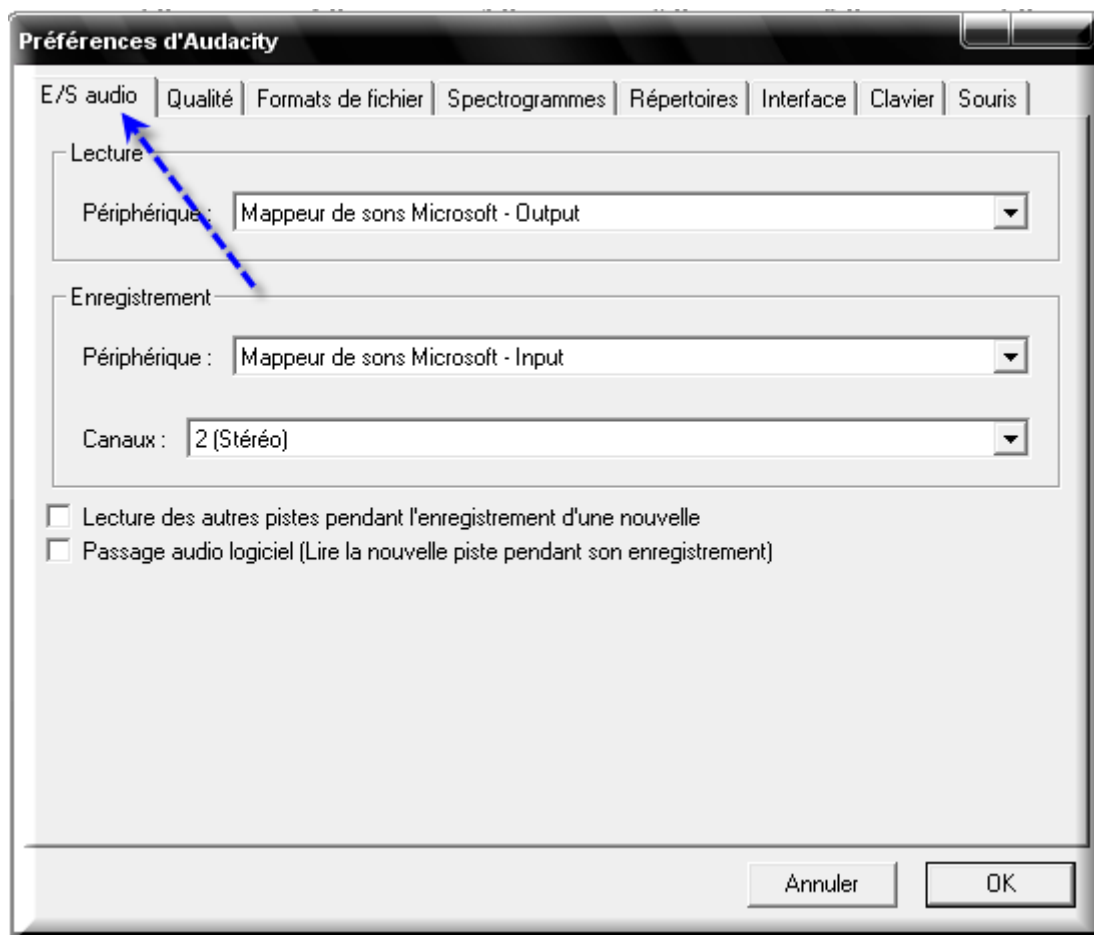 Préférences d'Audacity
E/S audio Qualité Formats de fichier Spectrogrammes Répertoires Interface Clavier Souris
Lecture
Périphérique : Mappeur de sons Microsoft - Output
Enregistrement
Périphérique : Mappeur de sons Microsoft - Input
Canaux : 2 (Stéréo)
Lecture des autres pistes pendant l'enregistrement d'une nouvelle
Passage audio logiciel (Lire la nouvelle piste pendant son enregistrement)
Annuler OK